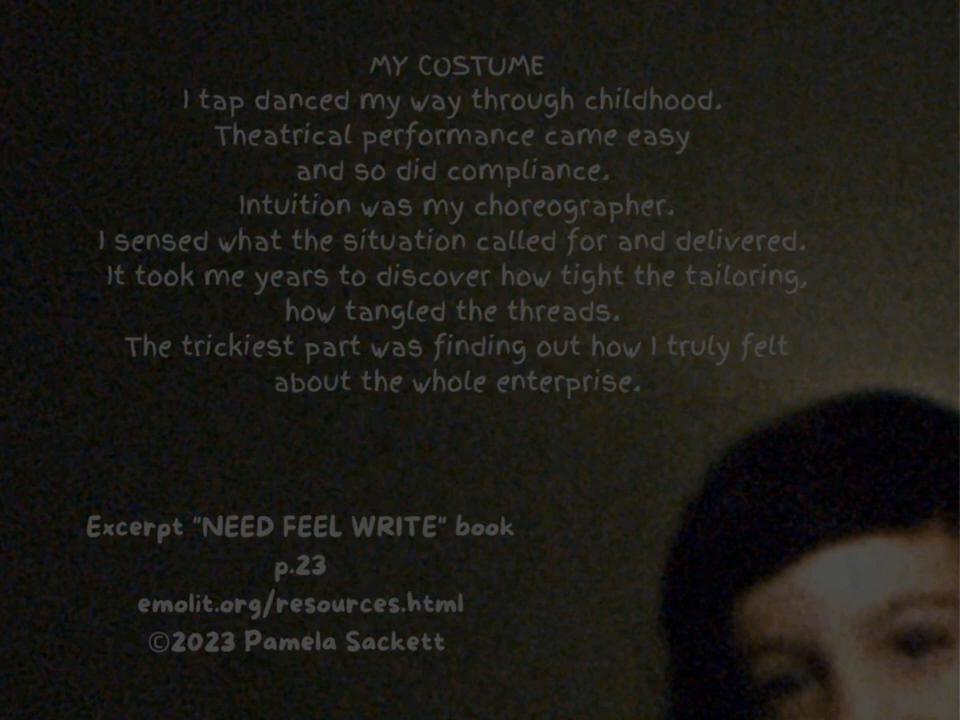 MY COSTUME
I tap danced my way through childhood.
Theatrical performance came easy
and so did compliance.
Intuition was my choreographer.
I sensed what the situation called for and delivered.
It took me years to discover how tight the tailoring,
how tangled the threads.
The trickiest part was finding out how I truly felt
about the whole enterprise.
Excerpt "NEED FEEL WRITE" book
p.23
emolit.org/resources.html
©2023 Pamela Sackett